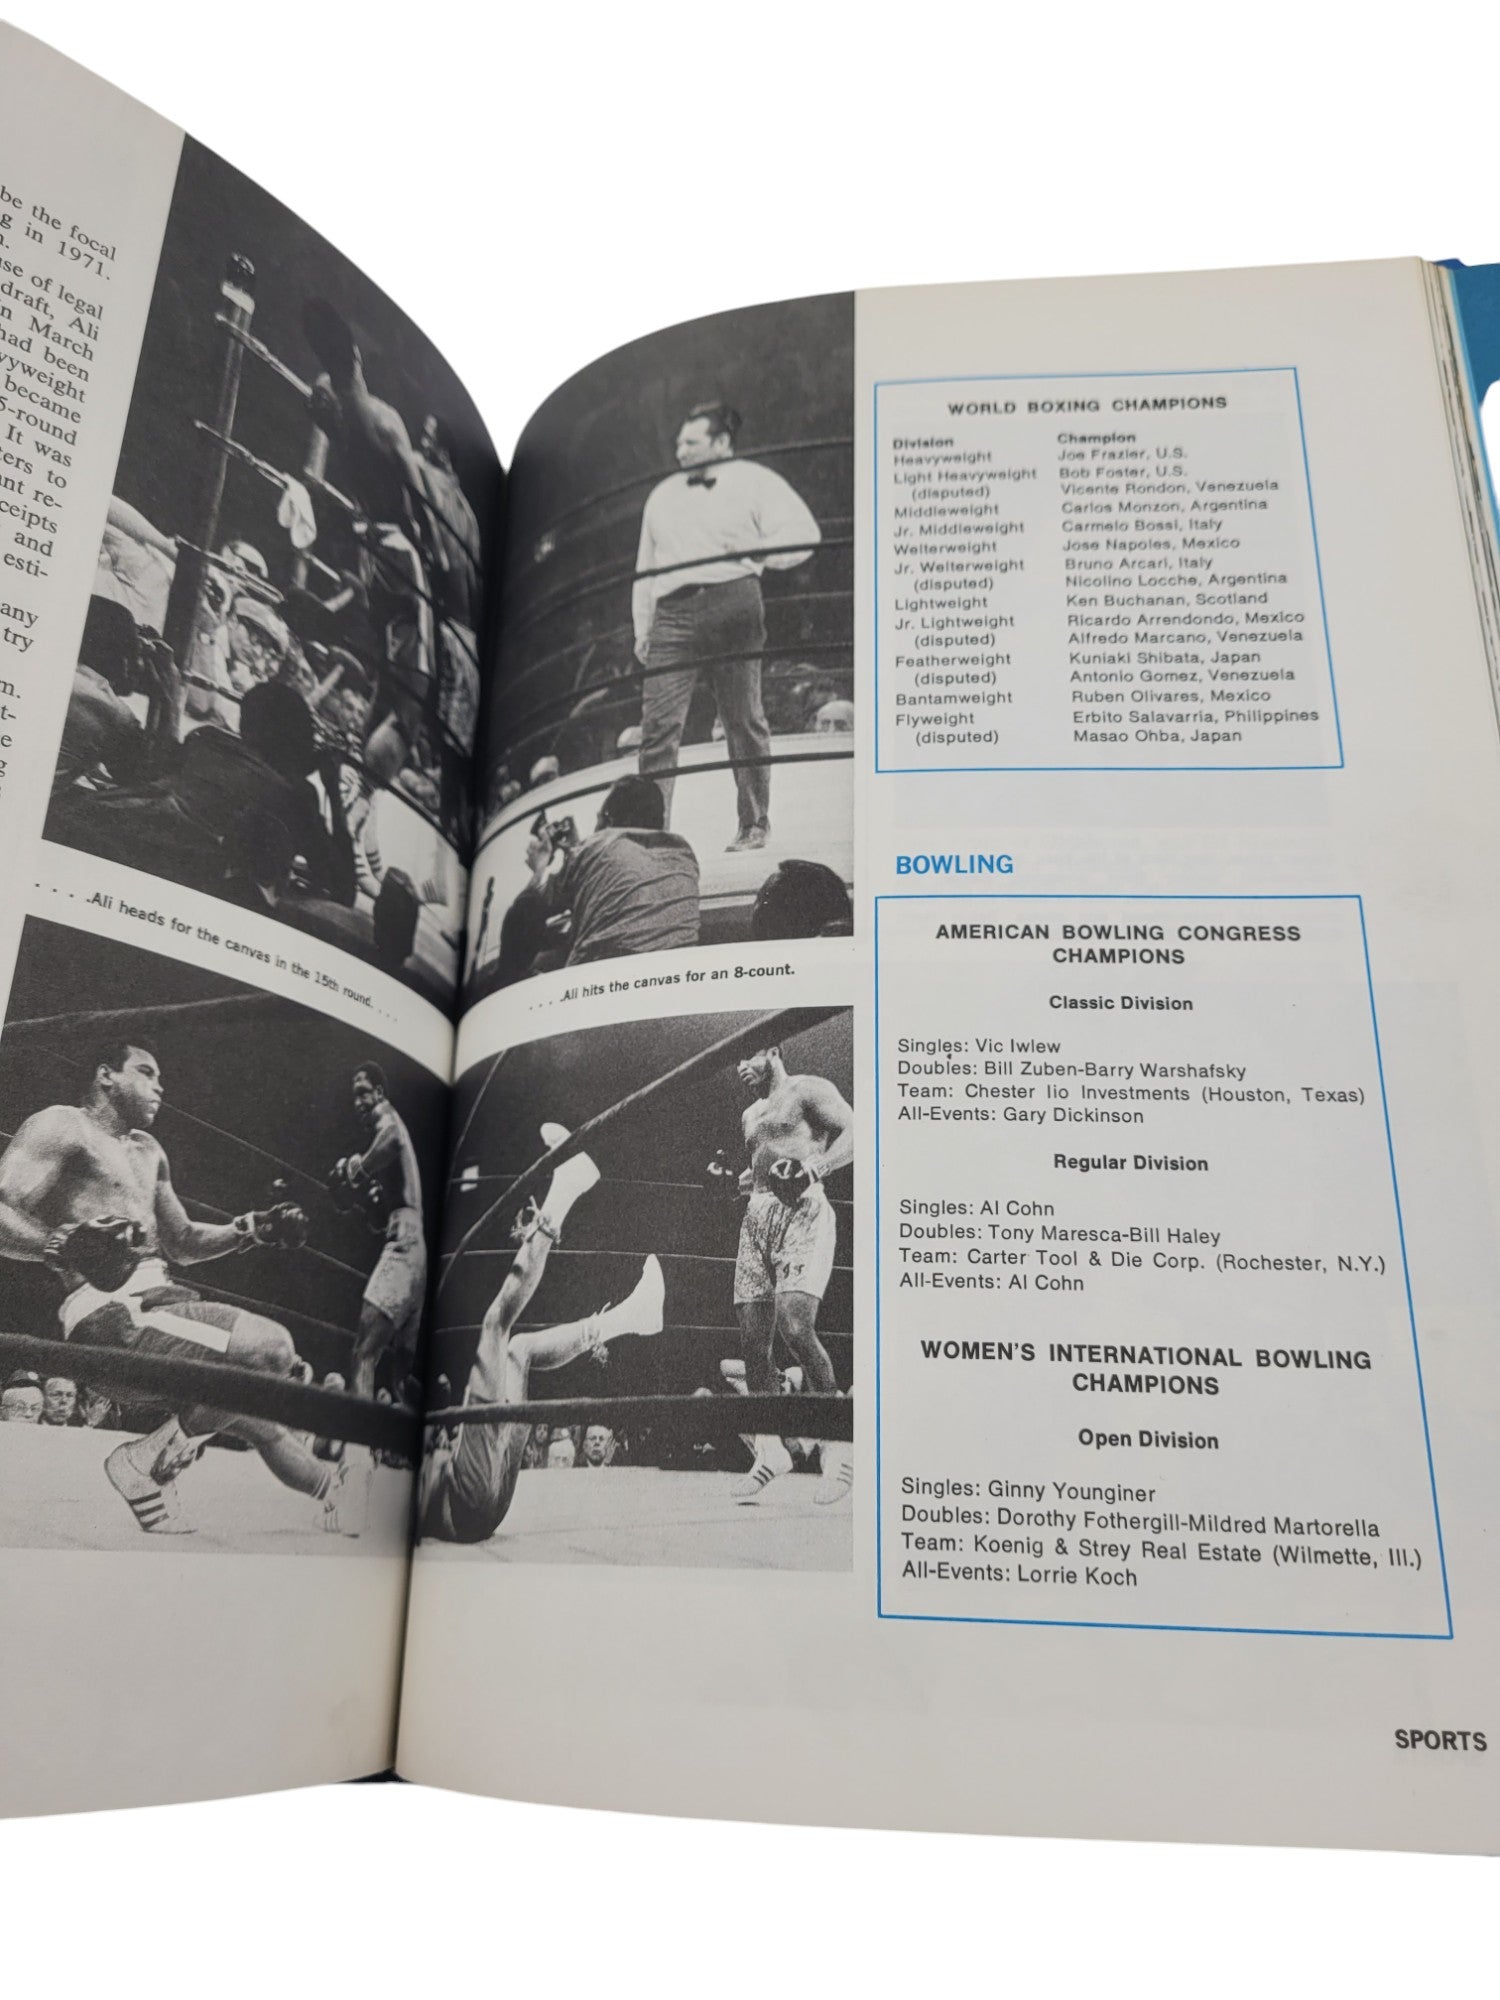 be the focal
g in 1971.
n.
use of legal
draft, Ali
n March
had been
vyweight
became
5-round
It was
ters to
ant re-
ceipts
and
esti-
any
try
m.
t-
e
g
. . . .Ali heads for the canvas in the 15th round. . . .
. . . .Ali hits the canvas for an 8-count.
WORLD BOXING CHAMPIONS
Division Champion
Heavyweight Joe Frazier, U.S.
Light Heavyweight Bob Foster, U.S.
(disputed) Vicente Rondon, Venezuela
Middleweight Carlos Monzon, Argentina
Jr. Middleweight Carmelo Bossi, Italy
Welterweight Jose Napoles, Mexico
Jr. Welterweight Bruno Arcari, Italy
(disputed) Nicolino Locche, Argentina
Lightweight Ken Buchanan, Scotland
Jr. Lightweight Ricardo Arrendondo, Mexico
(disputed) Alfredo Marcano, Venezuela
Featherweight Kuniaki Shibata, Japan
(disputed) Antonio Gomez, Venezuela
Bantamweight Ruben Olivares, Mexico
Flyweight Erbito Salavarria, Philippines
(disputed) Masao Ohba, Japan
BOWLING
AMERICAN BOWLING CONGRESS
CHAMPIONS
Classic Division
Singles: Vic Iwlew
Doubles: Bill Zuben-Barry Warshafsky
Team: Chester Iio Investments (Houston, Texas)
All-Events: Gary Dickinson
Regular Division
Singles: Al Cohn
Doubles: Tony Maresca-Bill Haley
Team: Carter Tool & Die Corp. (Rochester, N.Y.)
All-Events: Al Cohn
WOMEN'S INTERNATIONAL BOWLING
CHAMPIONS
Open Division
Singles: Ginny Younginer
Doubles: Dorothy Fothergill-Mildred Martorella
Team: Koenig & Strey Real Estate (Wilmette, Ill.)
All-Events: Lorrie Koch
SPORTS